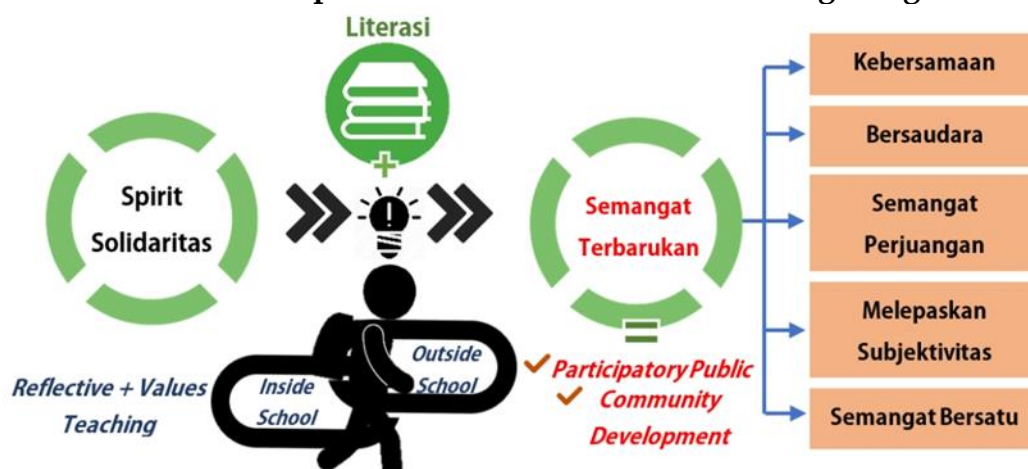 Literasi
+
Spirit
Solidaritas
Semangat
Terbarukan
=
Reflective + Values
Teaching
Inside
School
Outside
School
Participatory Public
Community
Development
Kebersamaan
Bersaudara
Semangat
Perjuangan
Melepaskan
Subjektivitas
Semangat Bersatu